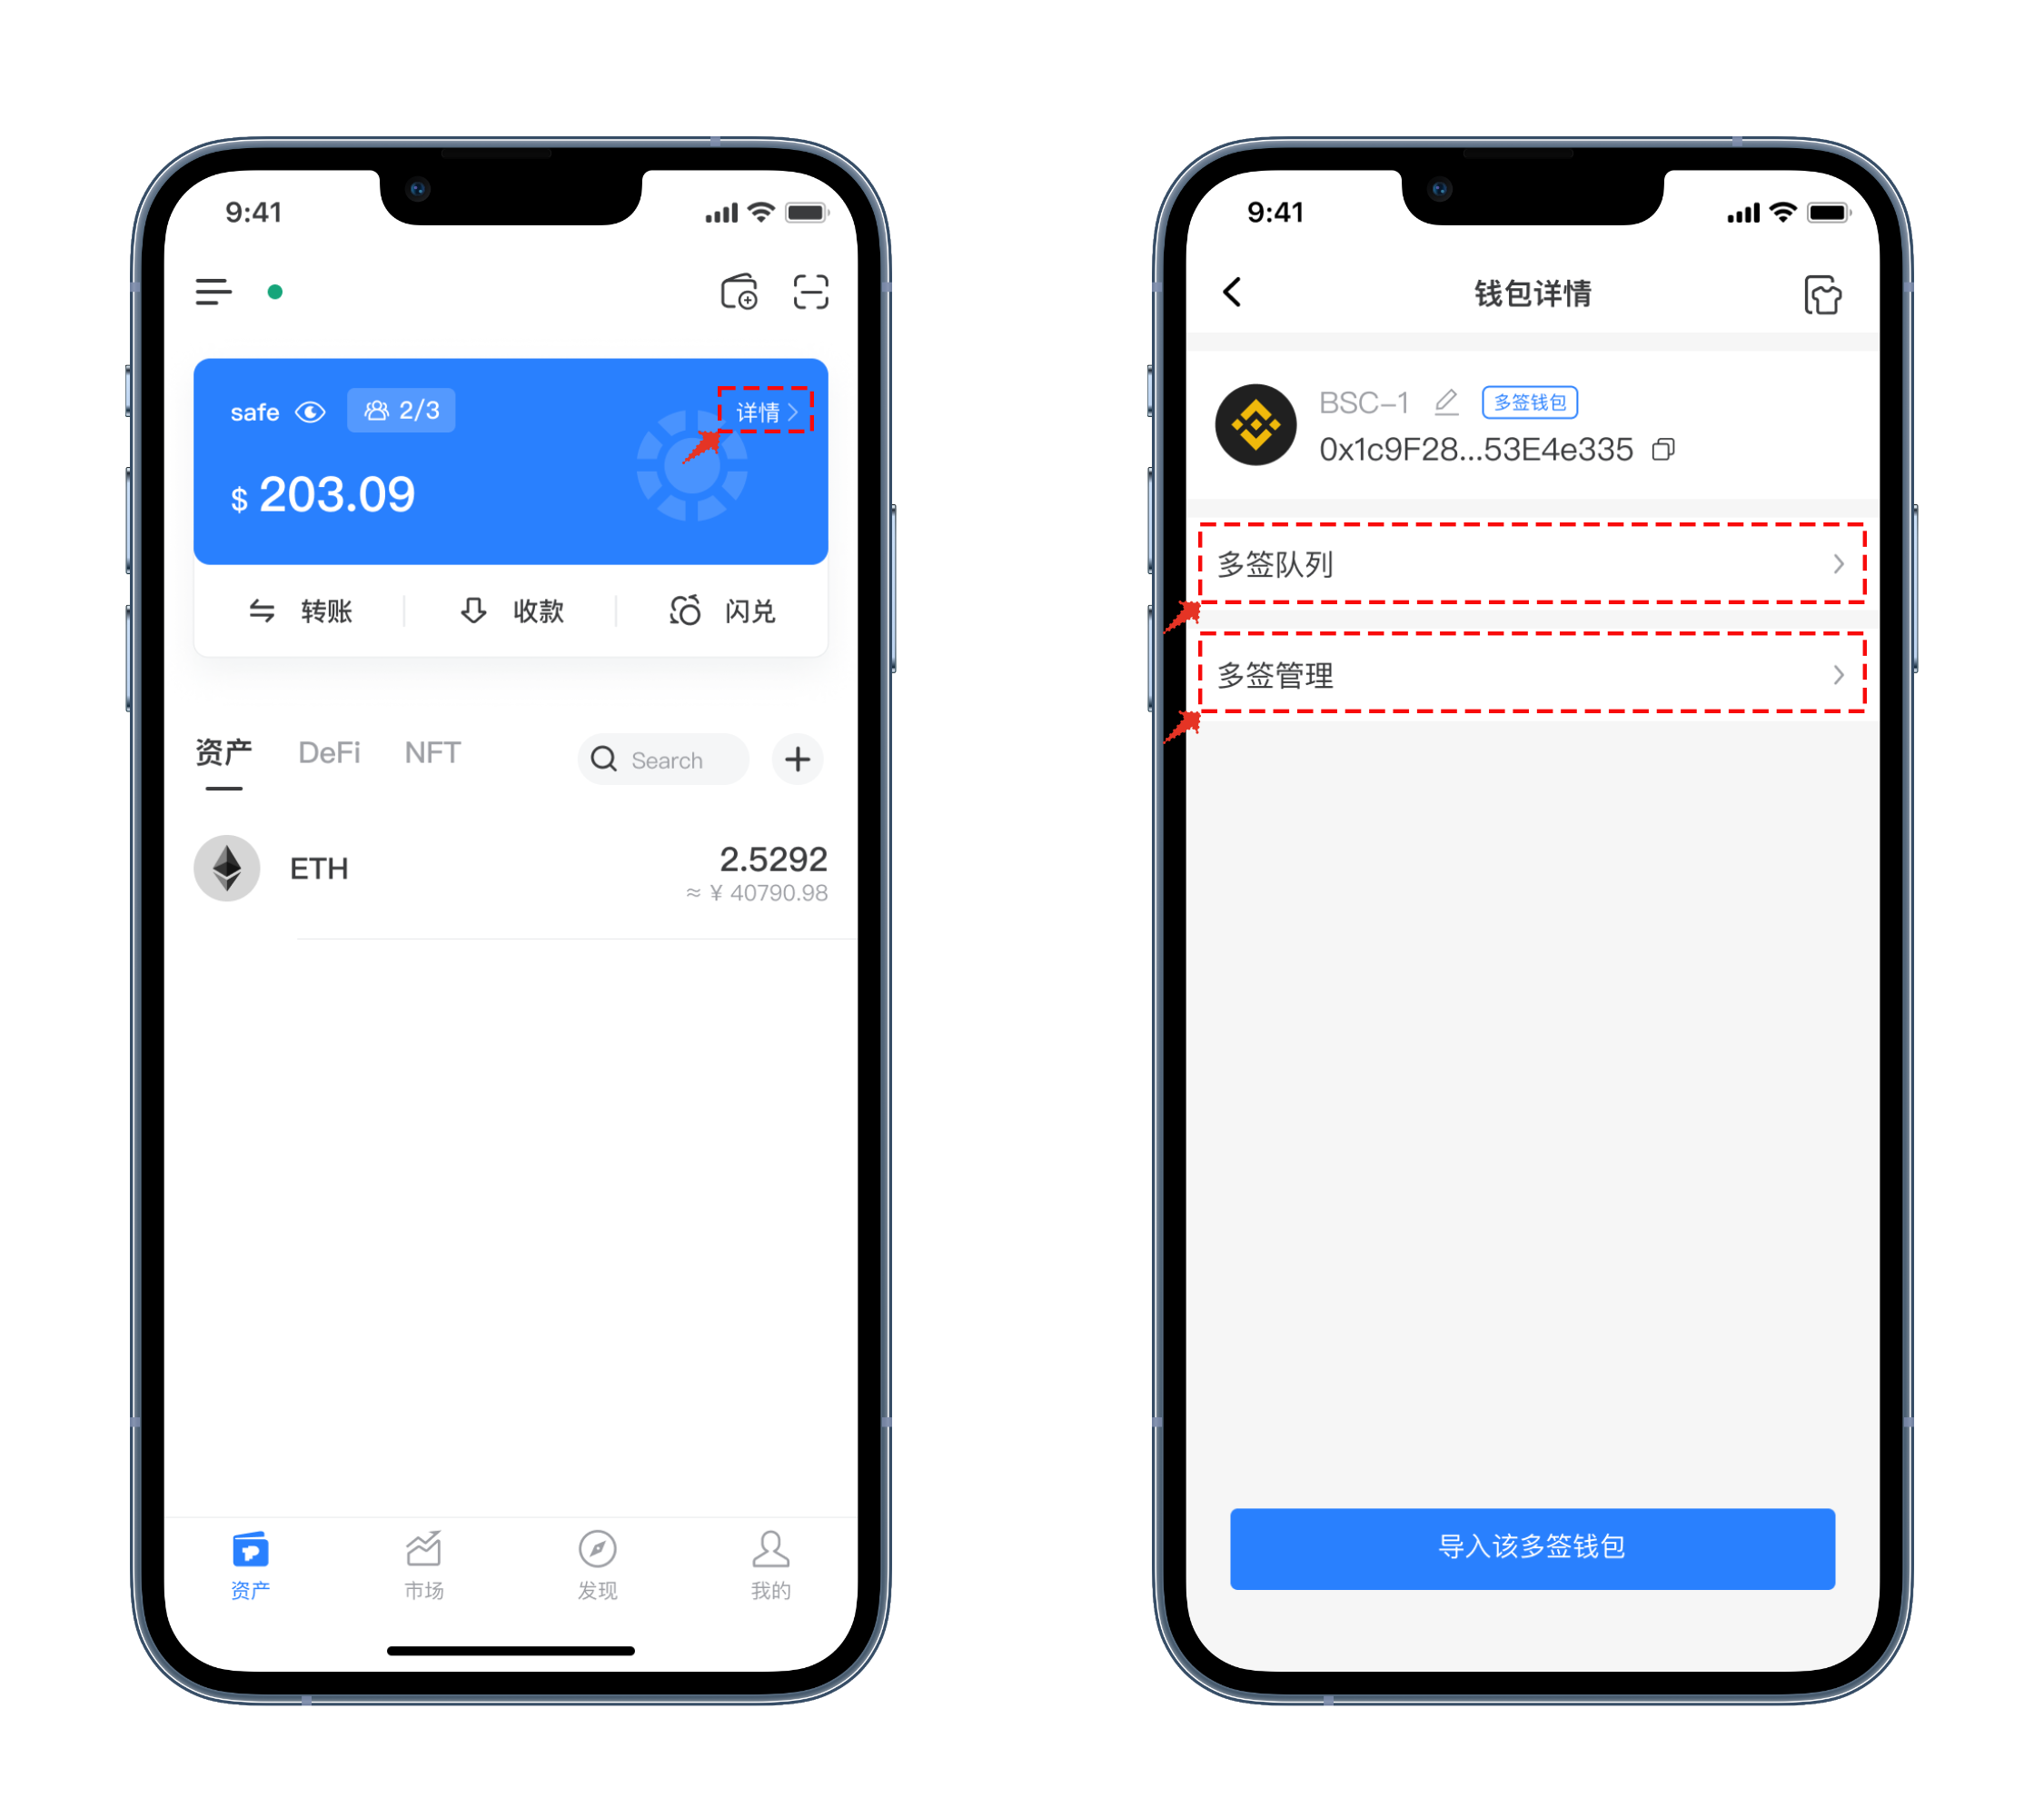 9:41
safe 2/3 详情
$ 203.09
转账 收款 闪兑
资产 DeFi NFT Search
ETH 2.5292
≈ ¥ 40790.98
资产 市场 发现 我的
9:41
钱包详情
BSC-1 多签钱包
0x1c9F28...53E4e335
多签队列
多签管理
导入该多签钱包